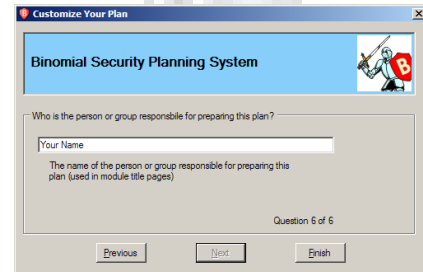 Customize Your Plan
Binomial Security Planning System
B
Who is the person or group responsbile for preparing this plan?
Your Name
The name of the person or group responsible for preparing this
plan (used in module title pages)
Question 6 of 6
Previous Next Finish